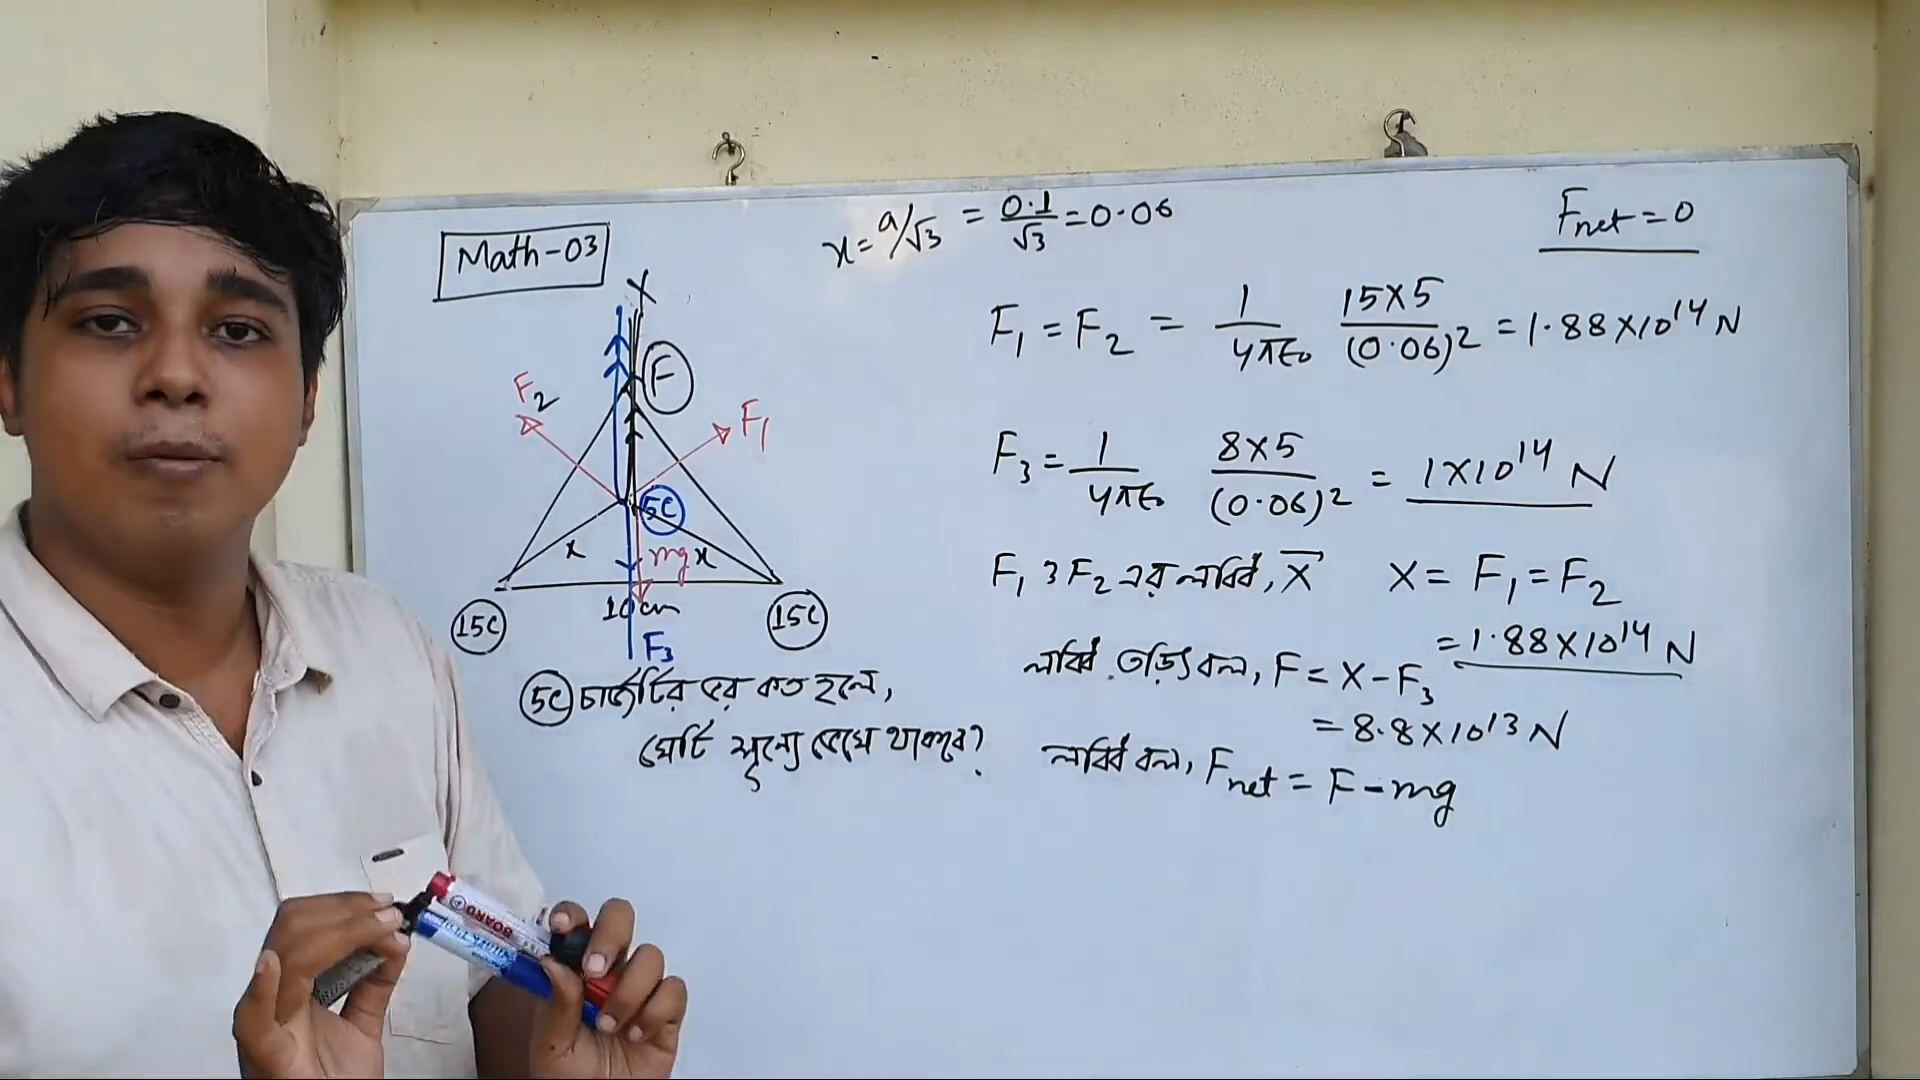 Math-03
x = a/√3 = 0.1/√3 = 0.06
Fnet = 0
X
F
F2
F1
5C
x
mg
x
15C
10 cm
15C
F3
5C চার্জটির ভর কত হলে,
সেটি শূন্যে ভেসে থাকবে?
F1 = F2 = 1/4πϵ0 15×5/(0.06)2 = 1.88×10^14 N
F3 = 1/4πϵ0 8×5/(0.06)2 = 1×10^14 N
F1 ও F2 এর লব্ধি, X⃗ X = F1 = F2
= 1.88×10^14 N
লব্ধি তড়িৎ বল, F = X - F3
= 8.8×10^13 N
লব্ধি বল, Fnet = F - mg
BOARD